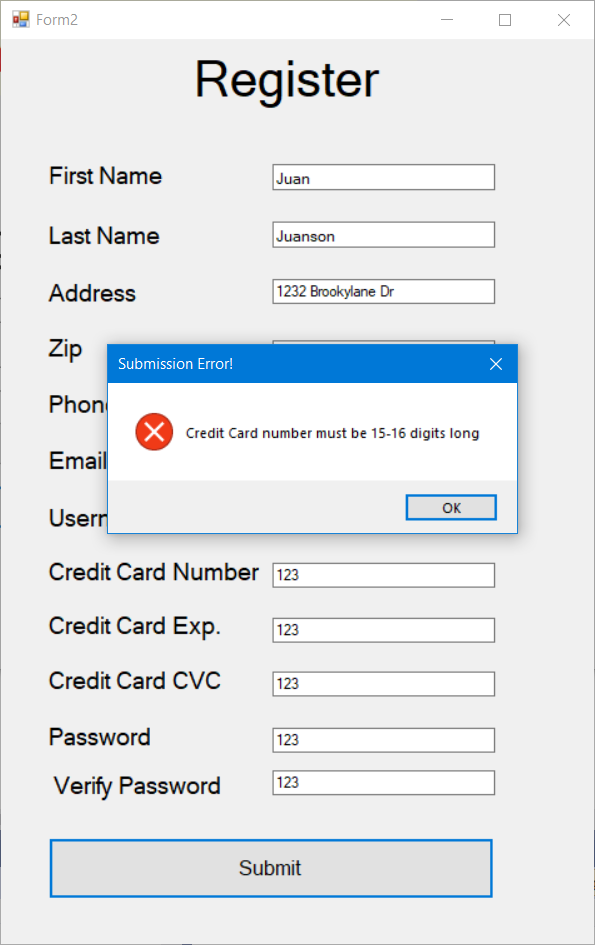 Form2
Register
First Name Juan
Last Name Juanson
Address 1232 Brookylane Dr
Zip
Submission Error!
Phon
Credit Card number must be 15-16 digits long
Email
OK
Usern
Credit Card Number 123
Credit Card Exp. 123
Credit Card CVC 123
Password 123
Verify Password 123
Submit